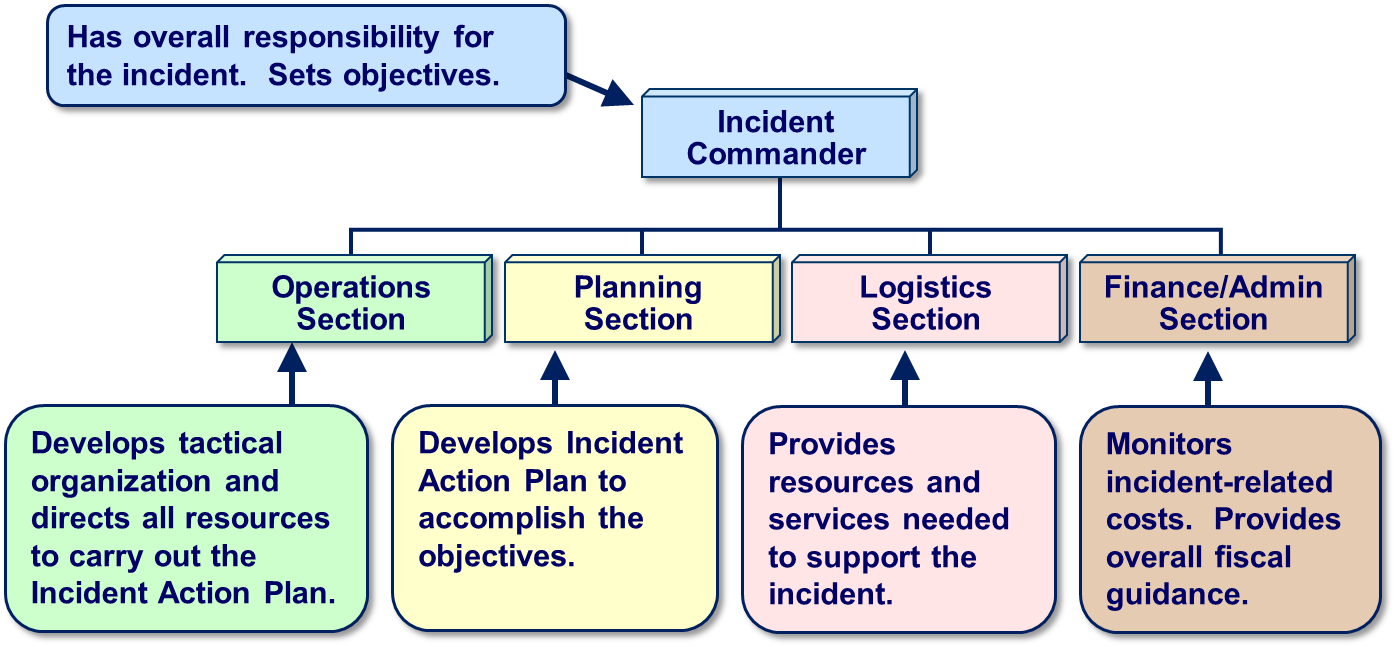 Has overall responsibility for
the incident.  Sets objectives.
Incident
Commander
Operations
Section
Planning
Section
Logistics
Section
Finance/Admin
Section
Develops tactical
organization and
directs all resources
to carry out the
Incident Action Plan.
Develops Incident
Action Plan to
accomplish the
objectives.
Provides
resources and
services needed
to support the
incident.
Monitors
incident-related
costs.  Provides
overall fiscal
guidance.